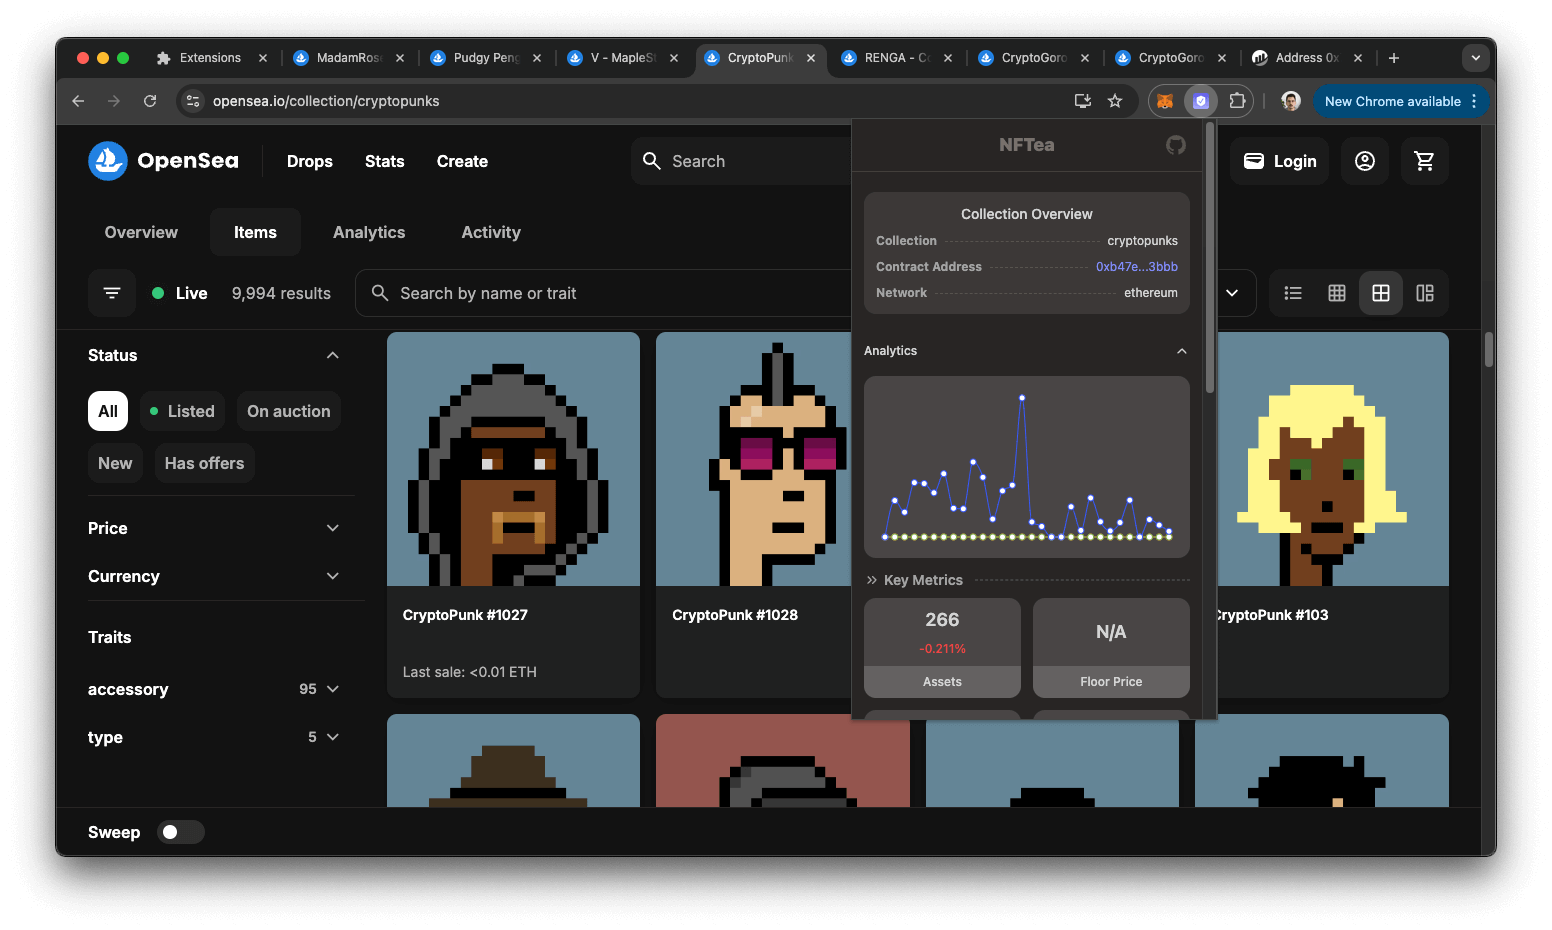 Extensions
MadamRos
Pudgy Peng
V - MapleSt
CryptoPunk
RENGA - Co
CryptoGoro
CryptoGoro
Address 0x
opensea.io/collection/cryptopunks
New Chrome available
OpenSea
Drops
Stats
Create
Search
Login
Overview
Items
Analytics
Activity
Live
9,994 results
Search by name or trait
Status
All
Listed
On auction
New
Has offers
Price
Currency
Traits
accessory 95
type 5
Sweep
CryptoPunk #1027
Last sale: <0.01 ETH
CryptoPunk #1028
CryptoPunk #103
NFTea
Collection Overview
Collection cryptopunks
Contract Address 0xb47e...3bbb
Network ethereum
Analytics
Key Metrics
266
-0.211%
Assets
N/A
Floor Price